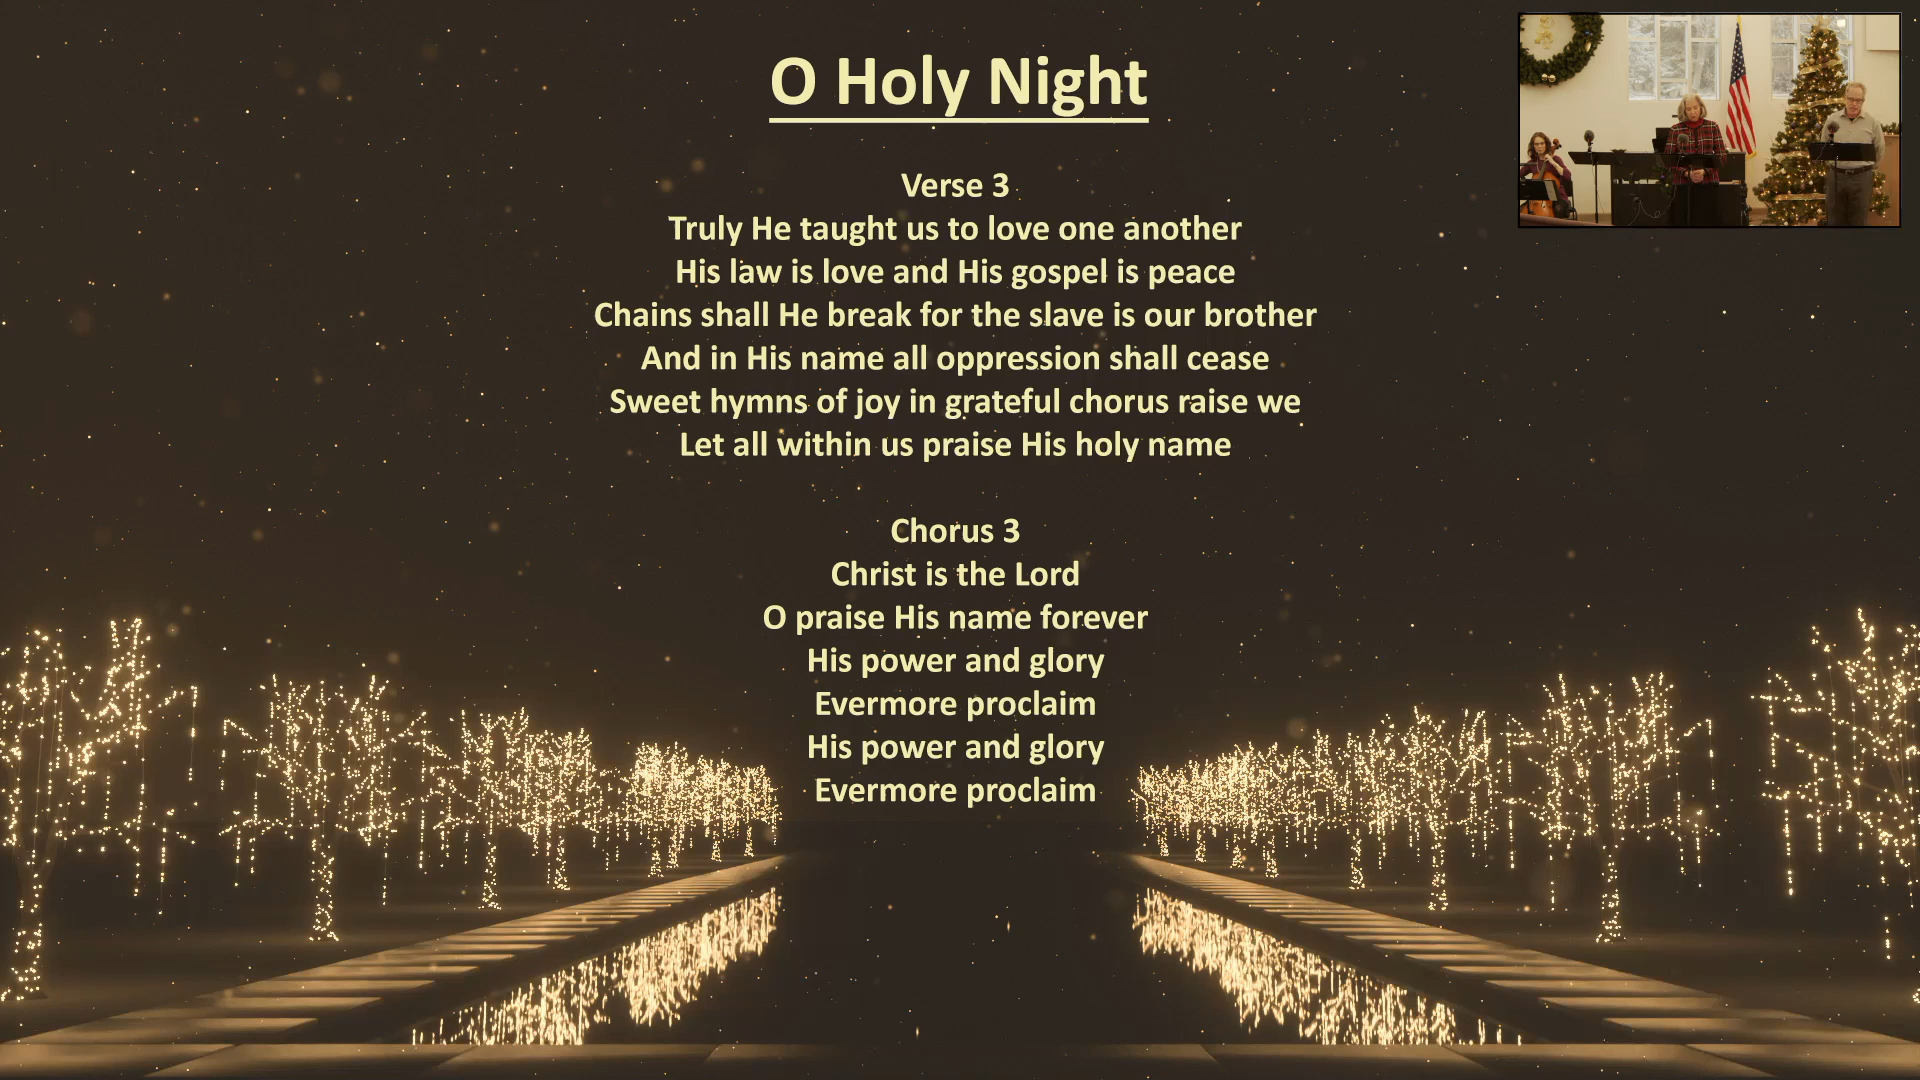 O Holy Night
Verse 3
Truly He taught us to love one another
His law is love and His gospel is peace
Chains shall He break for the slave is our brother
And in His name all oppression shall cease
Sweet hymns of joy in grateful chorus raise we
Let all within us praise His holy name
Chorus 3
Christ is the Lord
O praise His name forever
His power and glory
Evermore proclaim
His power and glory
Evermore proclaim